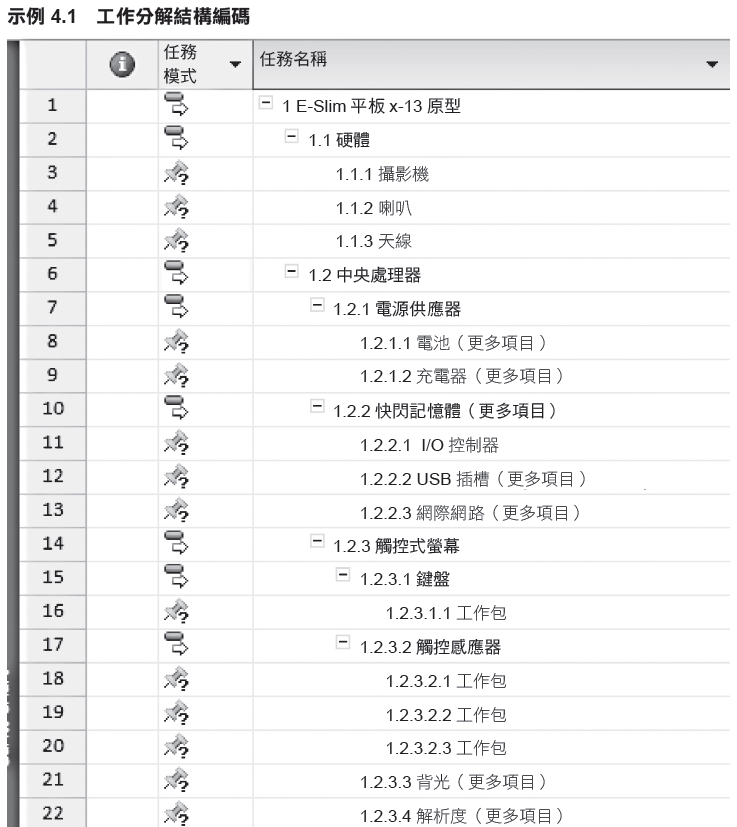 示例 4.1 工作分解結構編碼
任務模式 任務名稱
1 1 E-Slim 平板 x-13 原型
2 1.1 硬體
3 1.1.1 攝影機
4 1.1.2 喇叭
5 1.1.3 天線
6 1.2 中央處理器
7 1.2.1 電源供應器
8 1.2.1.1 電池（更多項目）
9 1.2.1.2 充電器（更多項目）
10 1.2.2 快閃記憶體（更多項目）
11 1.2.2.1 I/O 控制器
12 1.2.2.2 USB 插槽（更多項目）
13 1.2.2.3 網際網路（更多項目）
14 1.2.3 觸控式螢幕
15 1.2.3.1 鍵盤
16 1.2.3.1.1 工作包
17 1.2.3.2 觸控感應器
18 1.2.3.2.1 工作包
19 1.2.3.2.2 工作包
20 1.2.3.2.3 工作包
21 1.2.3.3 背光（更多項目）
22 1.2.3.4 解析度（更多項目）